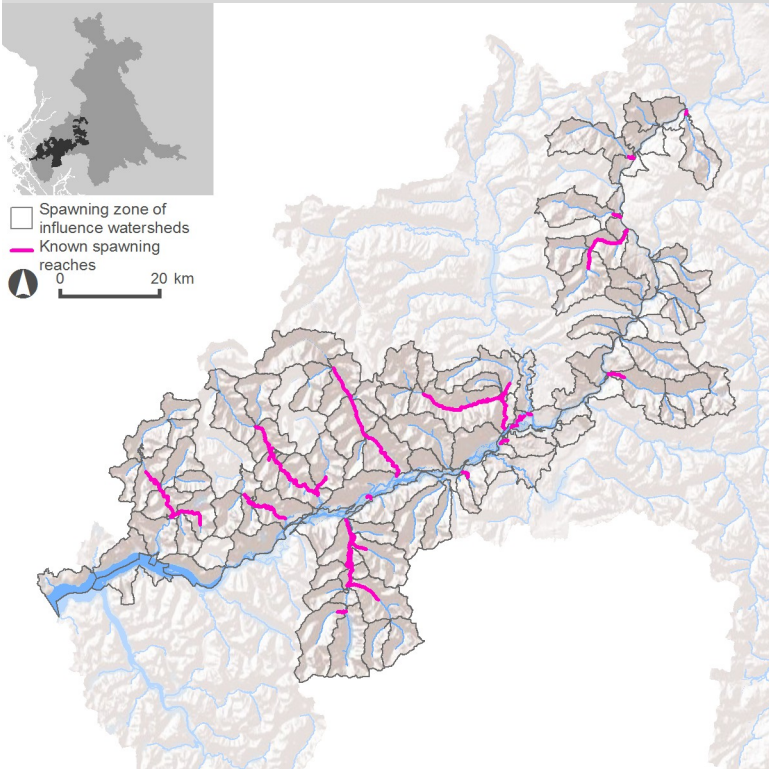 Spawning zone of
influence watersheds
Known spawning
reaches
0 20 km